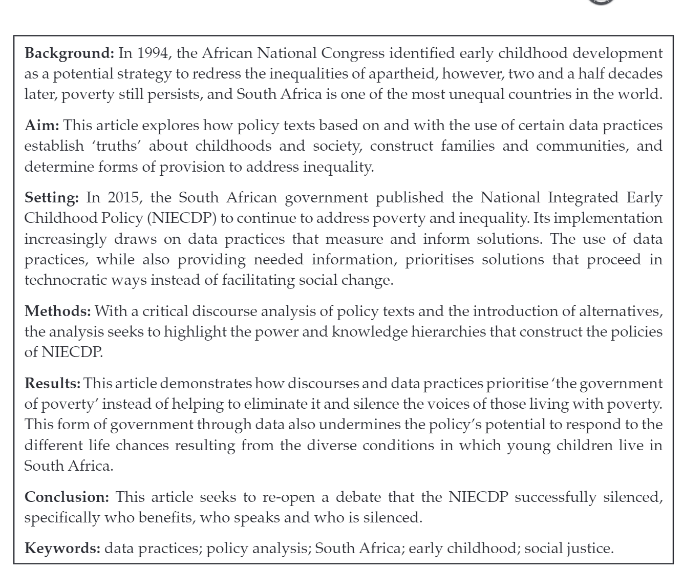 Background: In 1994, the African National Congress identified early childhood development
as a potential strategy to redress the inequalities of apartheid, however, two and a half decades
later, poverty still persists, and South Africa is one of the most unequal countries in the world.
Aim: This article explores how policy texts based on and with the use of certain data practices
establish ‘truths’ about childhoods and society, construct families and communities, and
determine forms of provision to address inequality.
Setting: In 2015, the South African government published the National Integrated Early
Childhood Policy (NIECDP) to continue to address poverty and inequality. Its implementation
increasingly draws on data practices that measure and inform solutions. The use of data
practices, while also providing needed information, prioritises solutions that proceed in
technocratic ways instead of facilitating social change.
Methods: With a critical discourse analysis of policy texts and the introduction of alternatives,
the analysis seeks to highlight the power and knowledge hierarchies that construct the policies
of NIECDP.
Results: This article demonstrates how discourses and data practices prioritise ‘the government
of poverty’ instead of helping to eliminate it and silence the voices of those living with poverty.
This form of government through data also undermines the policy’s potential to respond to the
different life chances resulting from the diverse conditions in which young children live in
South Africa.
Conclusion: This article seeks to re-open a debate that the NIECDP successfully silenced,
specifically who benefits, who speaks and who is silenced.
Keywords: data practices; policy analysis; South Africa; early childhood; social justice.